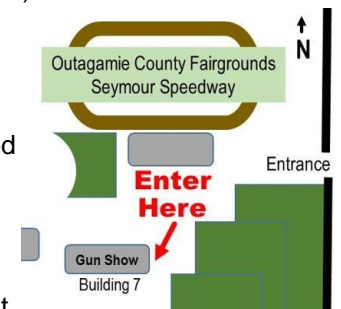 Outagamie County Fairgrounds
Seymour Speedway
N
Entrance
Enter
Here
Gun Show
Building 7